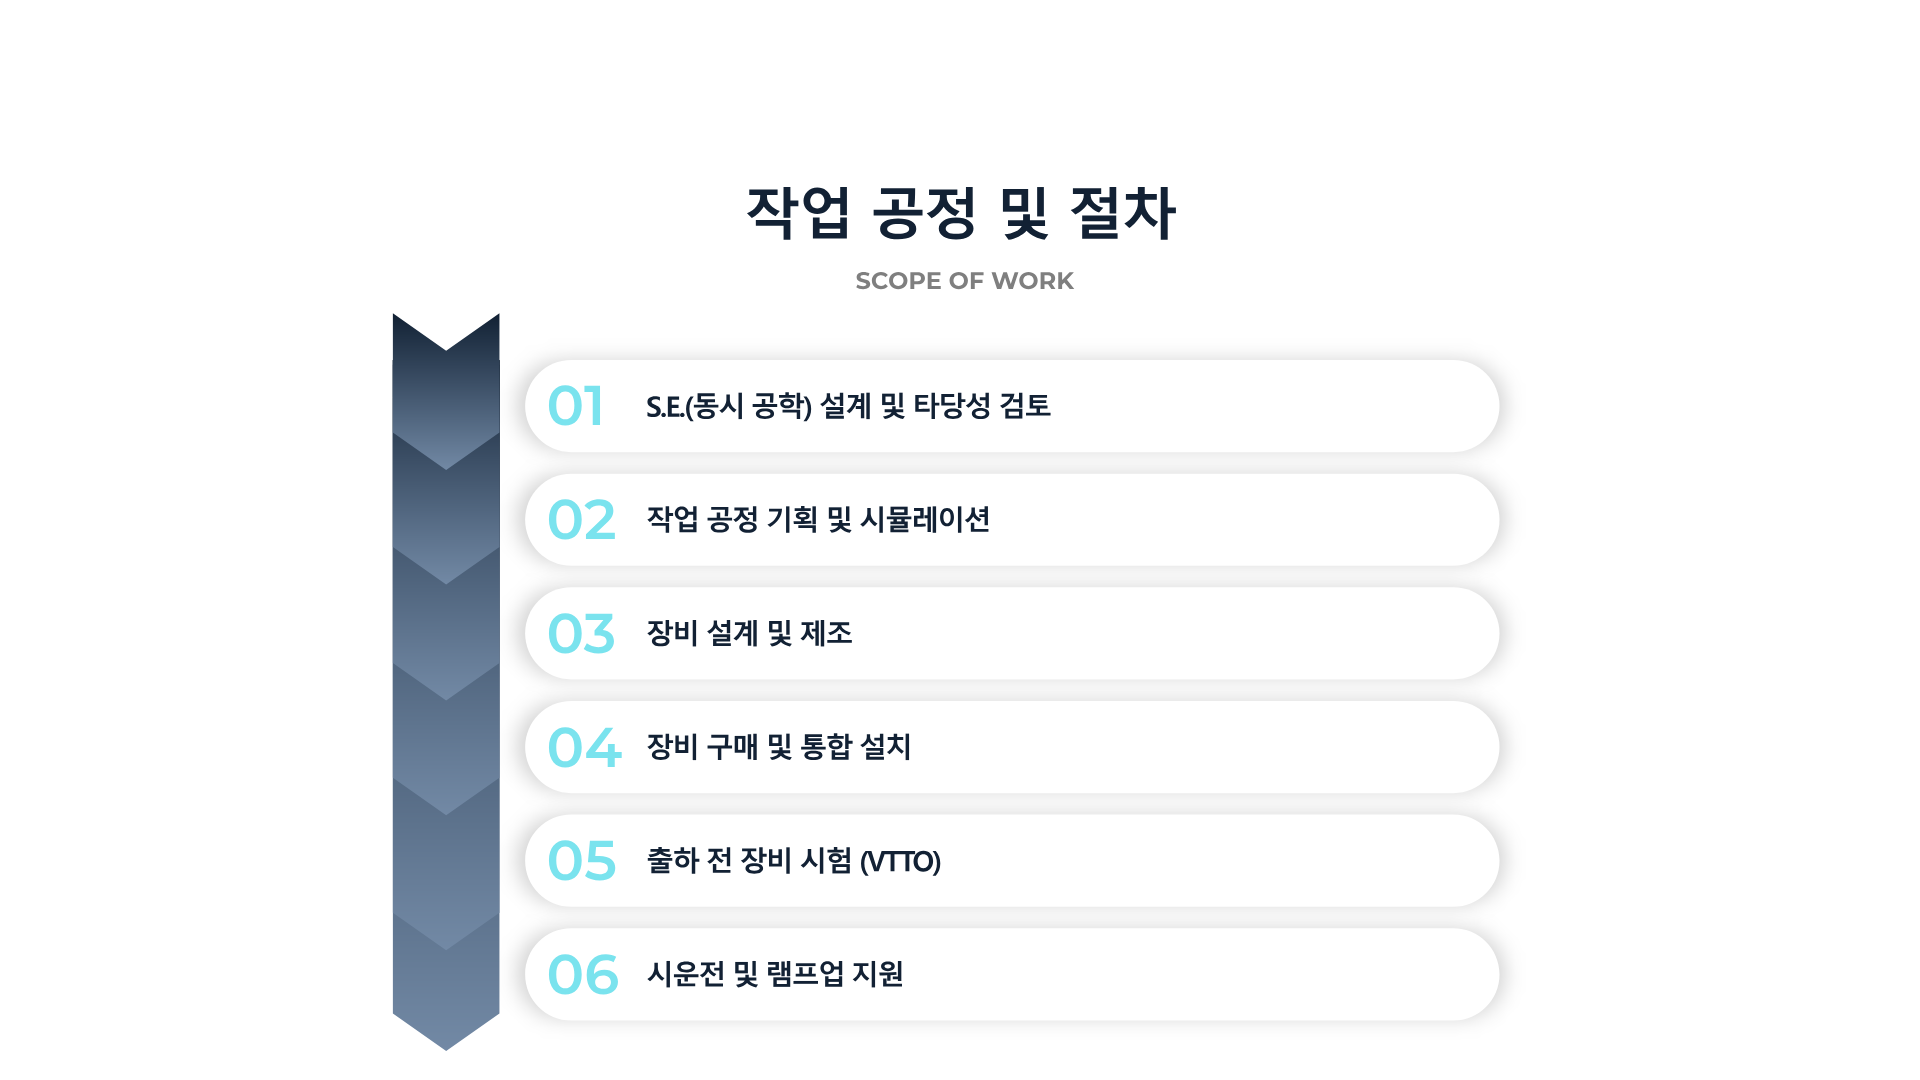 작업 공정 및 절차
SCOPE OF WORK
01 S.E.(동시 공학) 설계 및 타당성 검토
02 작업 공정 기획 및 시뮬레이션
03 장비 설계 및 제조
04 장비 구매 및 통합 설치
05 출하 전 장비 시험 (VTTO)
06 시운전 및 램프업 지원